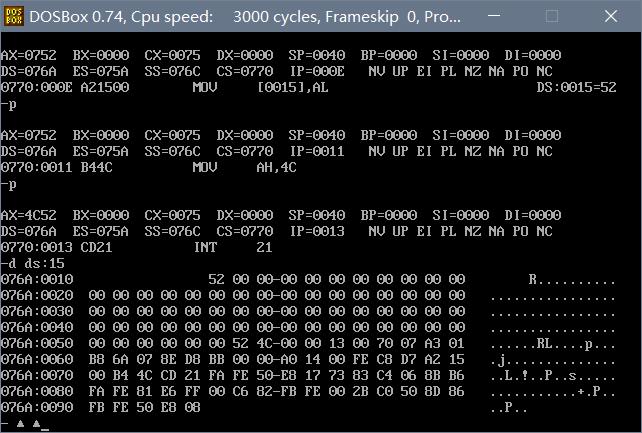 DOS BOX DOSBox 0.74, Cpu speed:    3000 cycles, Frameskip  0, Pro...
AX=0752  BX=0000  CX=0075  DX=0000  SP=0040  BP=0000  SI=0000  DI=0000
DS=076A  ES=075A  SS=076C  CS=0770  IP=000E   NV UP EI PL NZ NA PO NC
0770:000E A21500        MOV     [0015],AL                          DS:0015=52
-p
AX=0752  BX=0000  CX=0075  DX=0000  SP=0040  BP=0000  SI=0000  DI=0000
DS=076A  ES=075A  SS=076C  CS=0770  IP=0011   NV UP EI PL NZ NA PO NC
0770:0011 B44C          MOV     AH,4C
-p
AX=4C52  BX=0000  CX=0075  DX=0000  SP=0040  BP=0000  SI=0000  DI=0000
DS=076A  ES=075A  SS=076C  CS=0770  IP=0013   NV UP EI PL NZ NA PO NC
0770:0013 CD21          INT     21
-d ds:15
076A:0010                 52 00 00-00 00 00 00 00 00 00 00        R..........
076A:0020  00 00 00 00 00 00 00 00-00 00 00 00 00 00 00 00   ................
076A:0030  00 00 00 00 00 00 00 00-00 00 00 00 00 00 00 00   ................
076A:0040  00 00 00 00 00 00 00 00-00 00 00 00 00 00 00 00   ................
076A:0050  00 00 00 00 00 00 52 4C-00 00 13 00 70 07 A3 01   ......RL....p...
076A:0060  B8 6A 07 8E D8 BB 00 00-A0 14 00 FE C8 D7 A2 15   .j..............
076A:0070  00 B4 4C CD 21 FA FE 50-E8 17 73 83 C4 06 8B B6   ..L.!..P..s.....
076A:0080  FA FE 81 E6 FF 00 C6 82-FB FE 00 2B C0 50 8D 86   ...........+.P..
076A:0090  FB FE 50 E8 08                                    ..P..
- ▲ ▲_